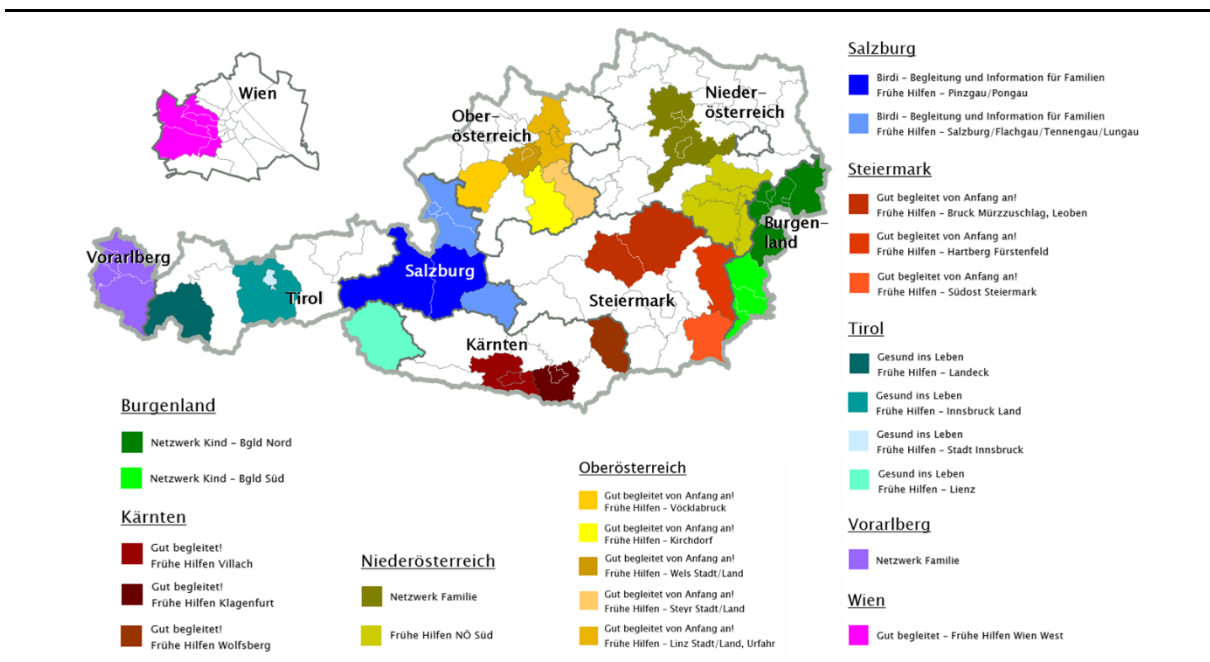 Wien
Ober-
österreich
Nieder-
österreich
Burgen-
land
Vorarlberg
Tirol
Salzburg
Steiermark
Kärnten
Burgenland
Netzwerk Kind – Bgld Nord
Netzwerk Kind – Bgld Süd
Kärnten
Gut begleitet!
Frühe Hilfen Villach
Gut begleitet!
Frühe Hilfen Klagenfurt
Gut begleitet!
Frühe Hilfen Wolfsberg
Niederösterreich
Netzwerk Familie
Frühe Hilfen NÖ Süd
Oberösterreich
Gut begleitet von Anfang an!
Frühe Hilfen – Vöcklabruck
Gut begleitet von Anfang an!
Frühe Hilfen – Kirchdorf
Gut begleitet von Anfang an!
Frühe Hilfen – Wels Stadt/Land
Gut begleitet von Anfang an!
Frühe Hilfen – Steyr Stadt/Land
Gut begleitet von Anfang an!
Frühe Hilfen – Linz Stadt/Land, Urfahr
Salzburg
Birdi – Begleitung und Information für Familien
Frühe Hilfen – Pinzgau/Pongau
Birdi – Begleitung und Information für Familien
Frühe Hilfen – Salzburg/Flachgau/Tennengau/Lungau
Steiermark
Gut begleitet von Anfang an!
Frühe Hilfen – Bruck Mürzzuschlag, Leoben
Gut begleitet von Anfang an!
Frühe Hilfen – Hartberg Fürstenfeld
Gut begleitet von Anfang an!
Frühe Hilfen – Südost Steiermark
Tirol
Gesund ins Leben
Frühe Hilfen – Landeck
Gesund ins Leben
Frühe Hilfen – Innsbruck Land
Gesund ins Leben
Frühe Hilfen – Stadt Innsbruck
Gesund ins Leben
Frühe Hilfen – Lienz
Vorarlberg
Netzwerk Familie
Wien
Gut begleitet – Frühe Hilfen Wien West